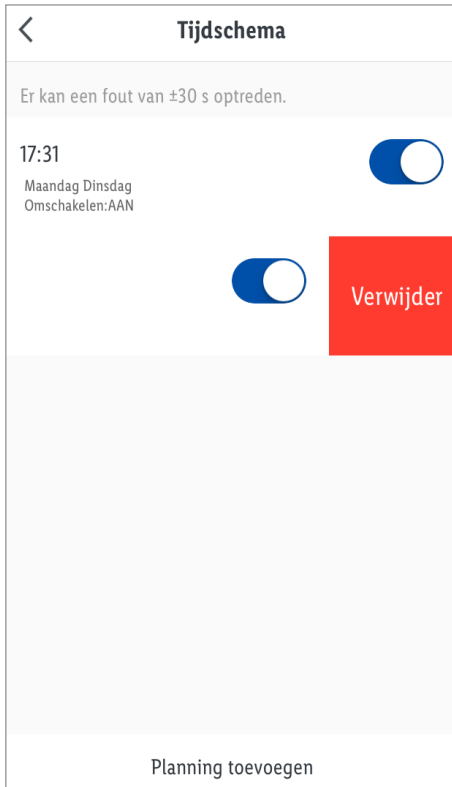 Tijdschema
Er kan een fout van ±30 s optreden.
17:31
Maandag Dinsdag
Omschakelen:AAN
Verwijder
Planning toevoegen